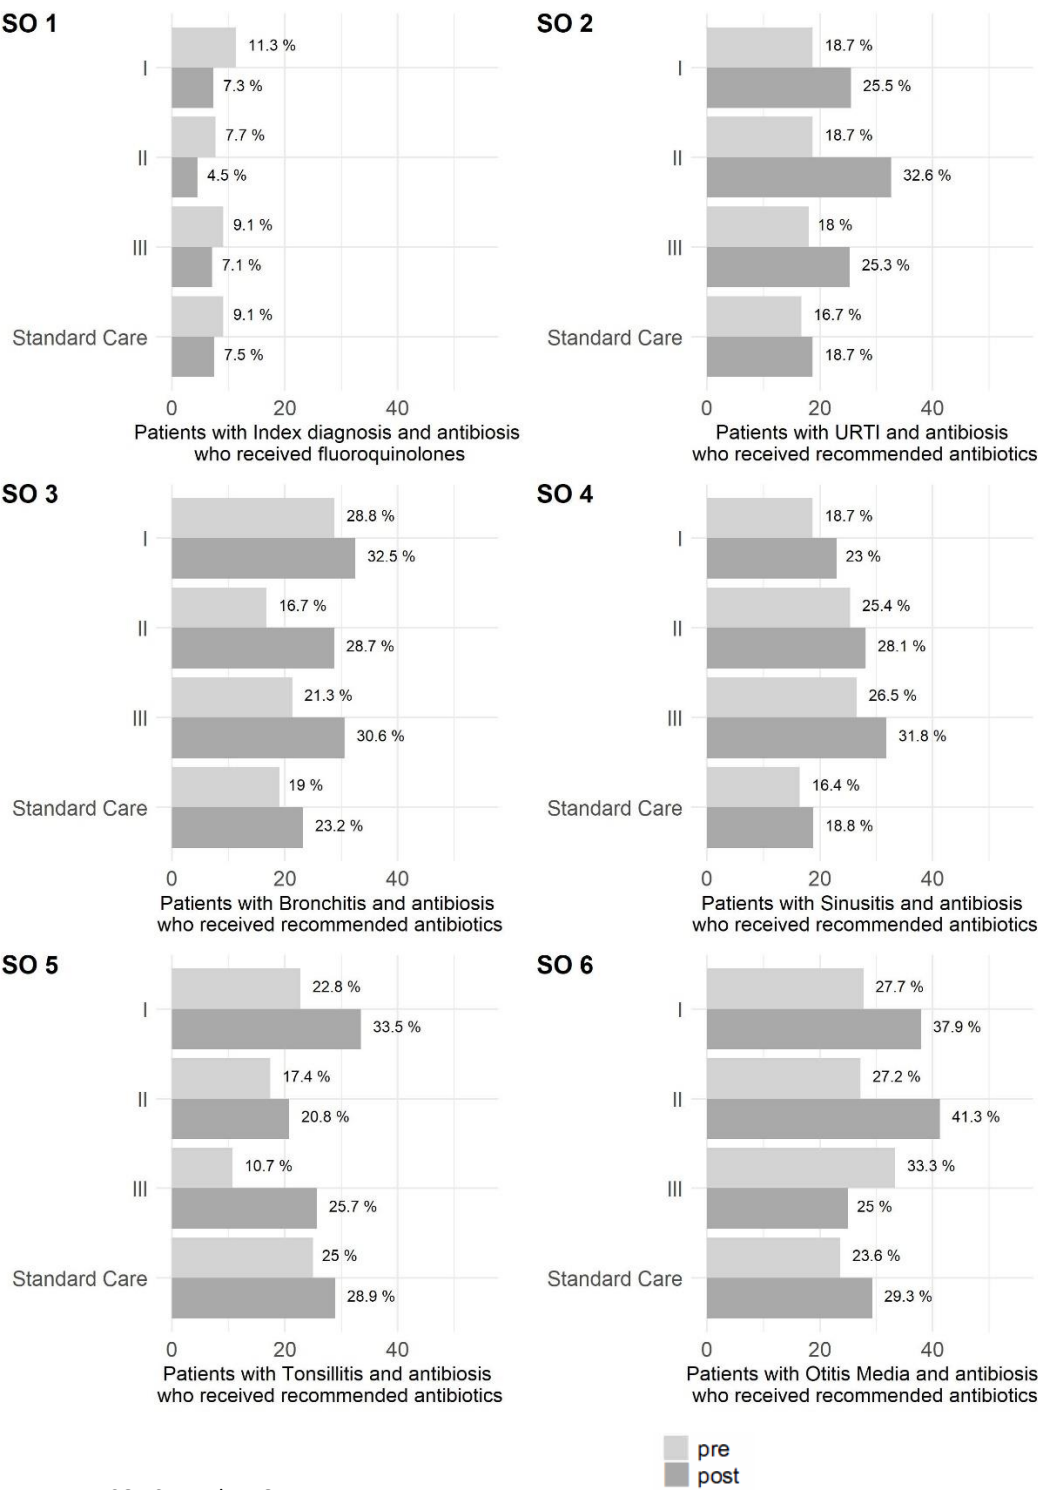 SO 1
I
11.3 %
7.3 %
II
7.7 %
4.5 %
III
9.1 %
7.1 %
Standard Care
9.1 %
7.5 %
0 20 40
Patients with Index diagnosis and antibiosis
who received fluoroquinolones
SO 2
I
18.7 %
25.5 %
II
18.7 %
32.6 %
III
18 %
25.3 %
Standard Care
16.7 %
18.7 %
0 20 40
Patients with URTI and antibiosis
who received recommended antibiotics
SO 3
I
28.8 %
32.5 %
II
16.7 %
28.7 %
III
21.3 %
30.6 %
Standard Care
19 %
23.2 %
0 20 40
Patients with Bronchitis and antibiosis
who received recommended antibiotics
SO 4
I
18.7 %
23 %
II
25.4 %
28.1 %
III
26.5 %
31.8 %
Standard Care
16.4 %
18.8 %
0 20 40
Patients with Sinusitis and antibiosis
who received recommended antibiotics
SO 5
I
22.8 %
33.5 %
II
17.4 %
20.8 %
III
10.7 %
25.7 %
Standard Care
25 %
28.9 %
0 20 40
Patients with Tonsillitis and antibiosis
who received recommended antibiotics
SO 6
I
27.7 %
37.9 %
II
27.2 %
41.3 %
III
33.3 %
25 %
Standard Care
23.6 %
29.3 %
0 20 40
Patients with Otitis Media and antibiosis
who received recommended antibiotics
pre
post